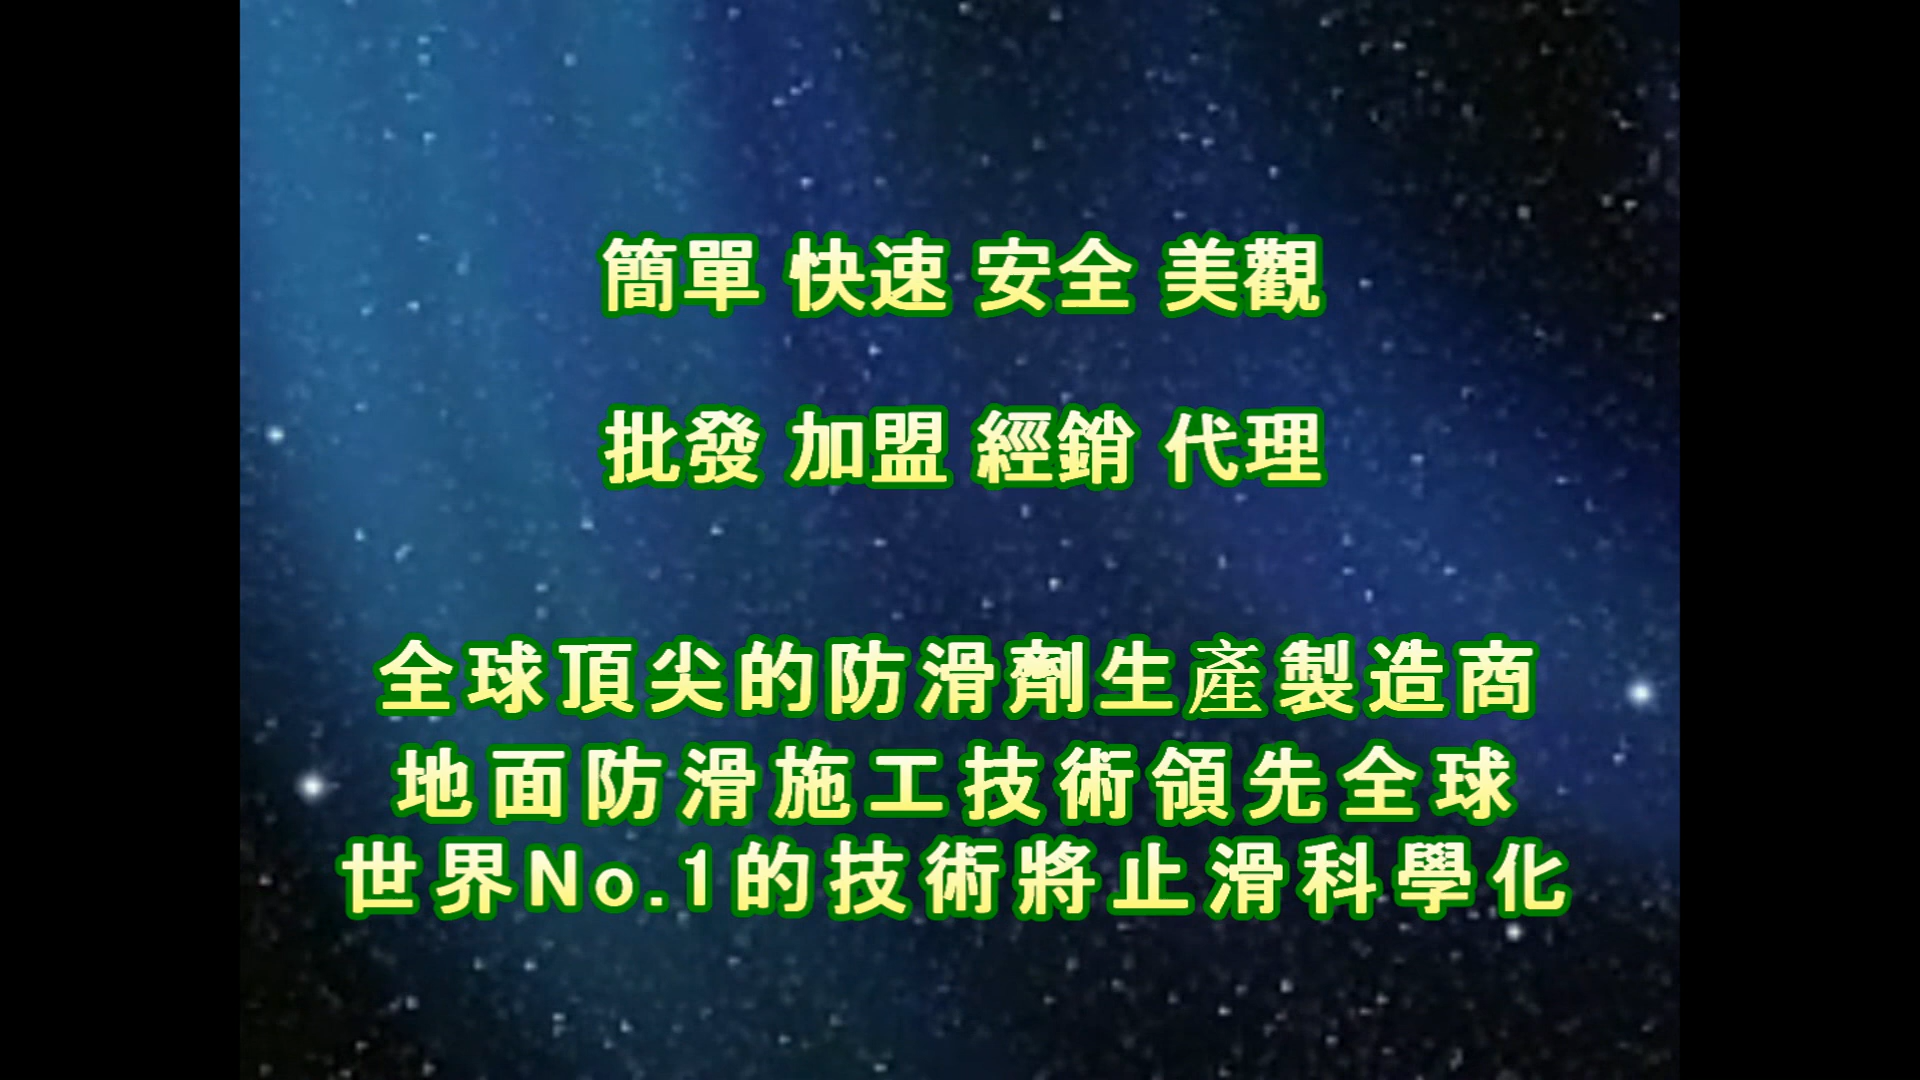 簡單 快速 安全 美觀
批發 加盟 經銷 代理
全球頂尖的防滑劑生產製造商
地面防滑施工技術領先全球
世界No.1的技術將止滑科學化